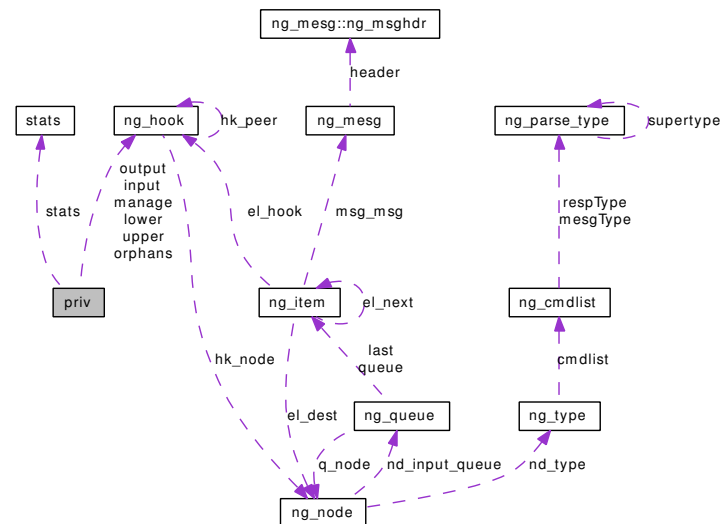 ng_mesg::ng_msghdr
header
stats
ng_hook
hk_peer
ng_mesg
ng_parse_type
supertype
output
input
manage
lower
upper
orphans
stats
el_hook
msg_msg
respType
mesgType
priv
ng_item
el_next
ng_cmdlist
hk_node
last
queue
cmdlist
el_dest
ng_queue
ng_type
q_node
nd_input_queue
nd_type
ng_node